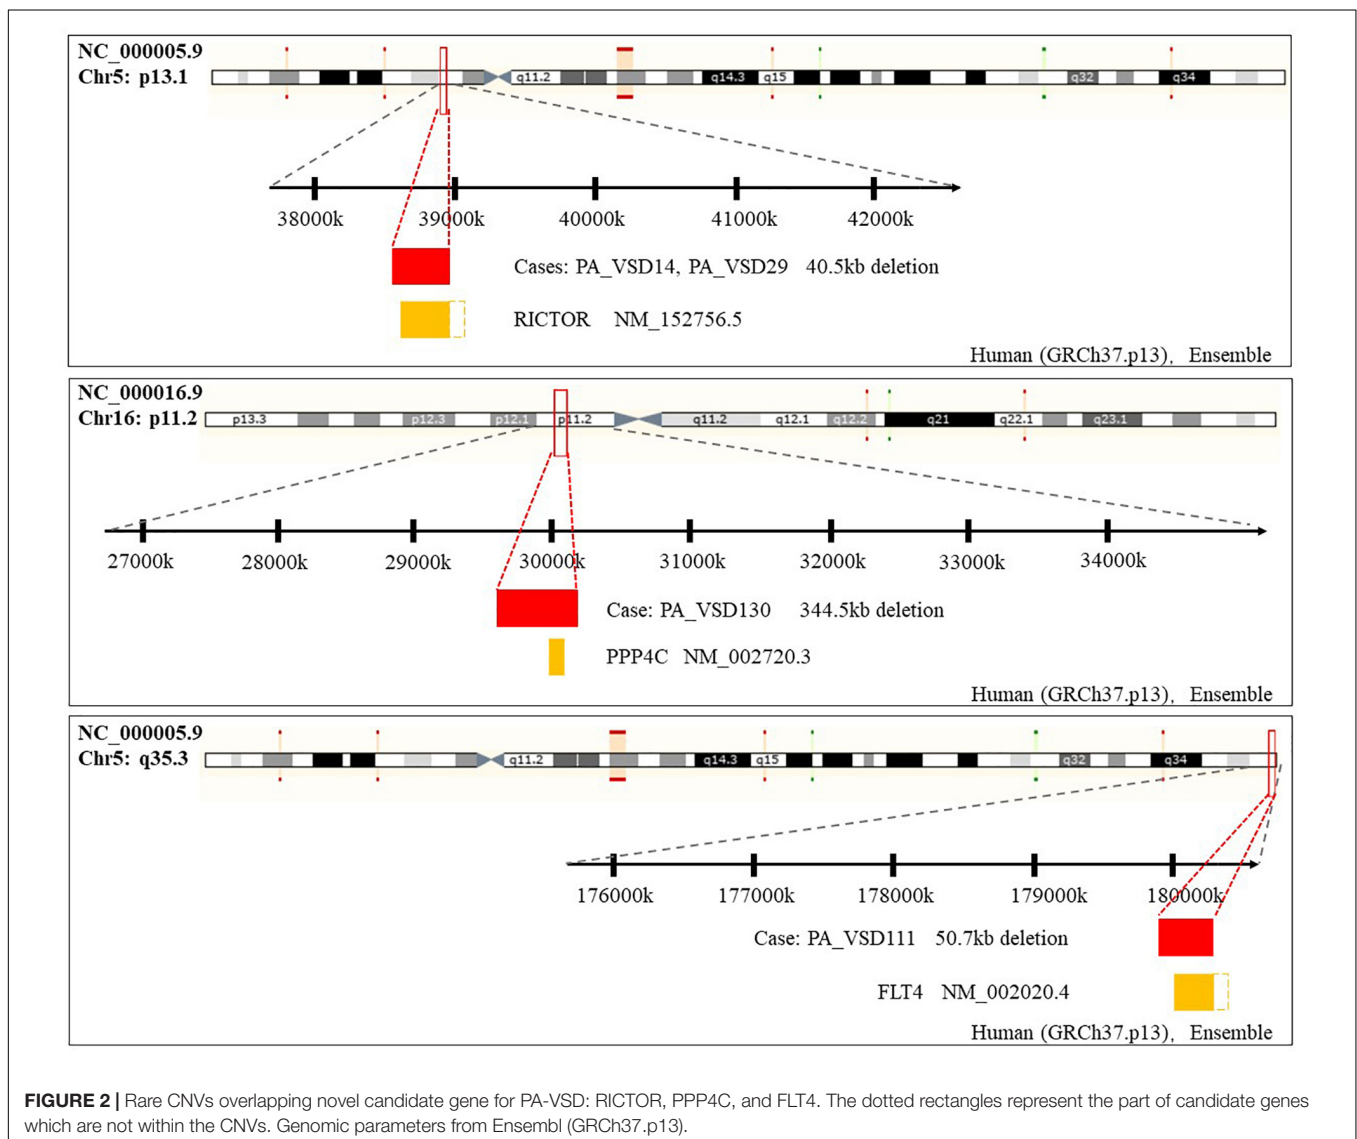 NC_000005.9
Chr5: p13.1
q11.2 q14.3 q15 q32 q34
38000k 39000k 40000k 41000k 42000k
Cases: PA_VSD14, PA_VSD29 40.5kb deletion
RICTOR NM_152756.5
Human (GRCh37.p13), Ensemble
NC_000016.9
Chr16: p11.2
p13.3 p12.3 p12.1 p11.2 q11.2 q12.1 q12.2 q21 q22.1 q23.1
27000k 28000k 29000k 30000k 31000k 32000k 33000k 34000k
Case: PA_VSD130 344.5kb deletion
PPP4C NM_002720.3
Human (GRCh37.p13), Ensemble
NC_000005.9
Chr5: q35.3
q11.2 q14.3 q15 q32 q34
176000k 177000k 178000k 179000k 180000k
Case: PA_VSD111 50.7kb deletion
FLT4 NM_002020.4
Human (GRCh37.p13), Ensemble
FIGURE 2 | Rare CNVs overlapping novel candidate gene for PA-VSD: RICTOR, PPP4C, and FLT4. The dotted rectangles represent the part of candidate genes
which are not within the CNVs. Genomic parameters from Ensembl (GRCh37.p13).